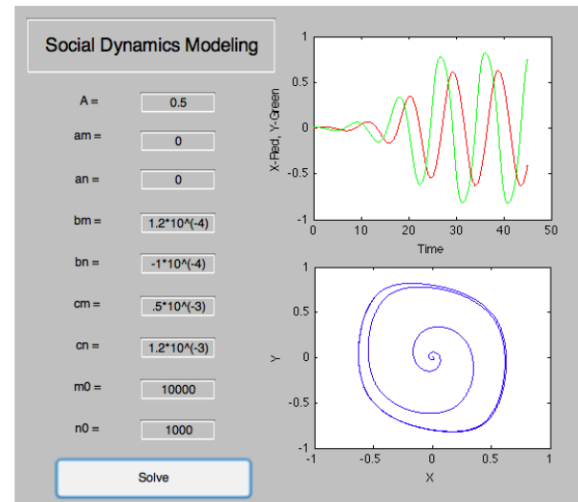 Social Dynamics Modeling
A = 0.5
am = 0
an = 0
bm = 1.2*10^(-4)
bn = -1*10^(-4)
cm = .5*10^(-3)
cn = 1.2*10^(-3)
m0 = 10000
n0 = 1000
Solve
X-Red, Y-Green
1
0.5
0
-0.5
-1
0 10 20 30 40 50
Time
Y
1
0.5
0
-0.5
-1
-1 -0.5 0 0.5 1
X